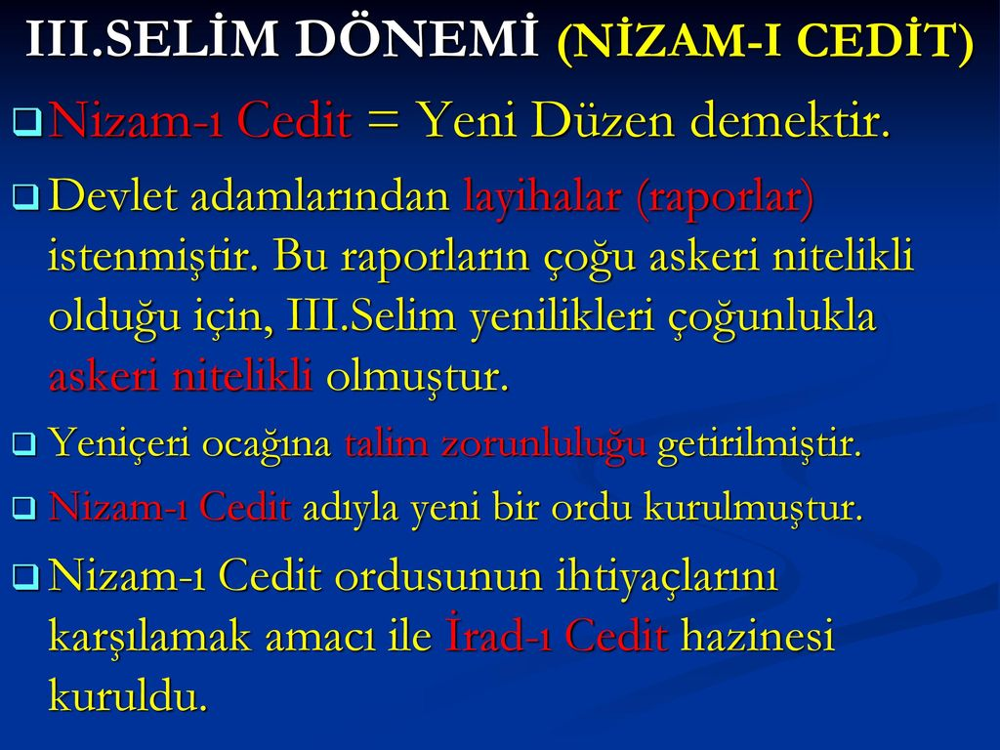 III.SELİM DÖNEMİ (NİZAM-I CEDİT)
Nizam-ı Cedit = Yeni Düzen demektir.
Devlet adamlarından layihalar (raporlar)
istenmiştir. Bu raporların çoğu askeri nitelikli
olduğu için, III.Selim yenilikleri çoğunlukla
askeri nitelikli olmuştur.
Yeniçeri ocağına talim zorunluluğu getirilmiştir.
Nizam-ı Cedit adıyla yeni bir ordu kurulmuştur.
Nizam-ı Cedit ordusunun ihtiyaçlarını
karşılamak amacı ile İrad-ı Cedit hazinesi
kuruldu.